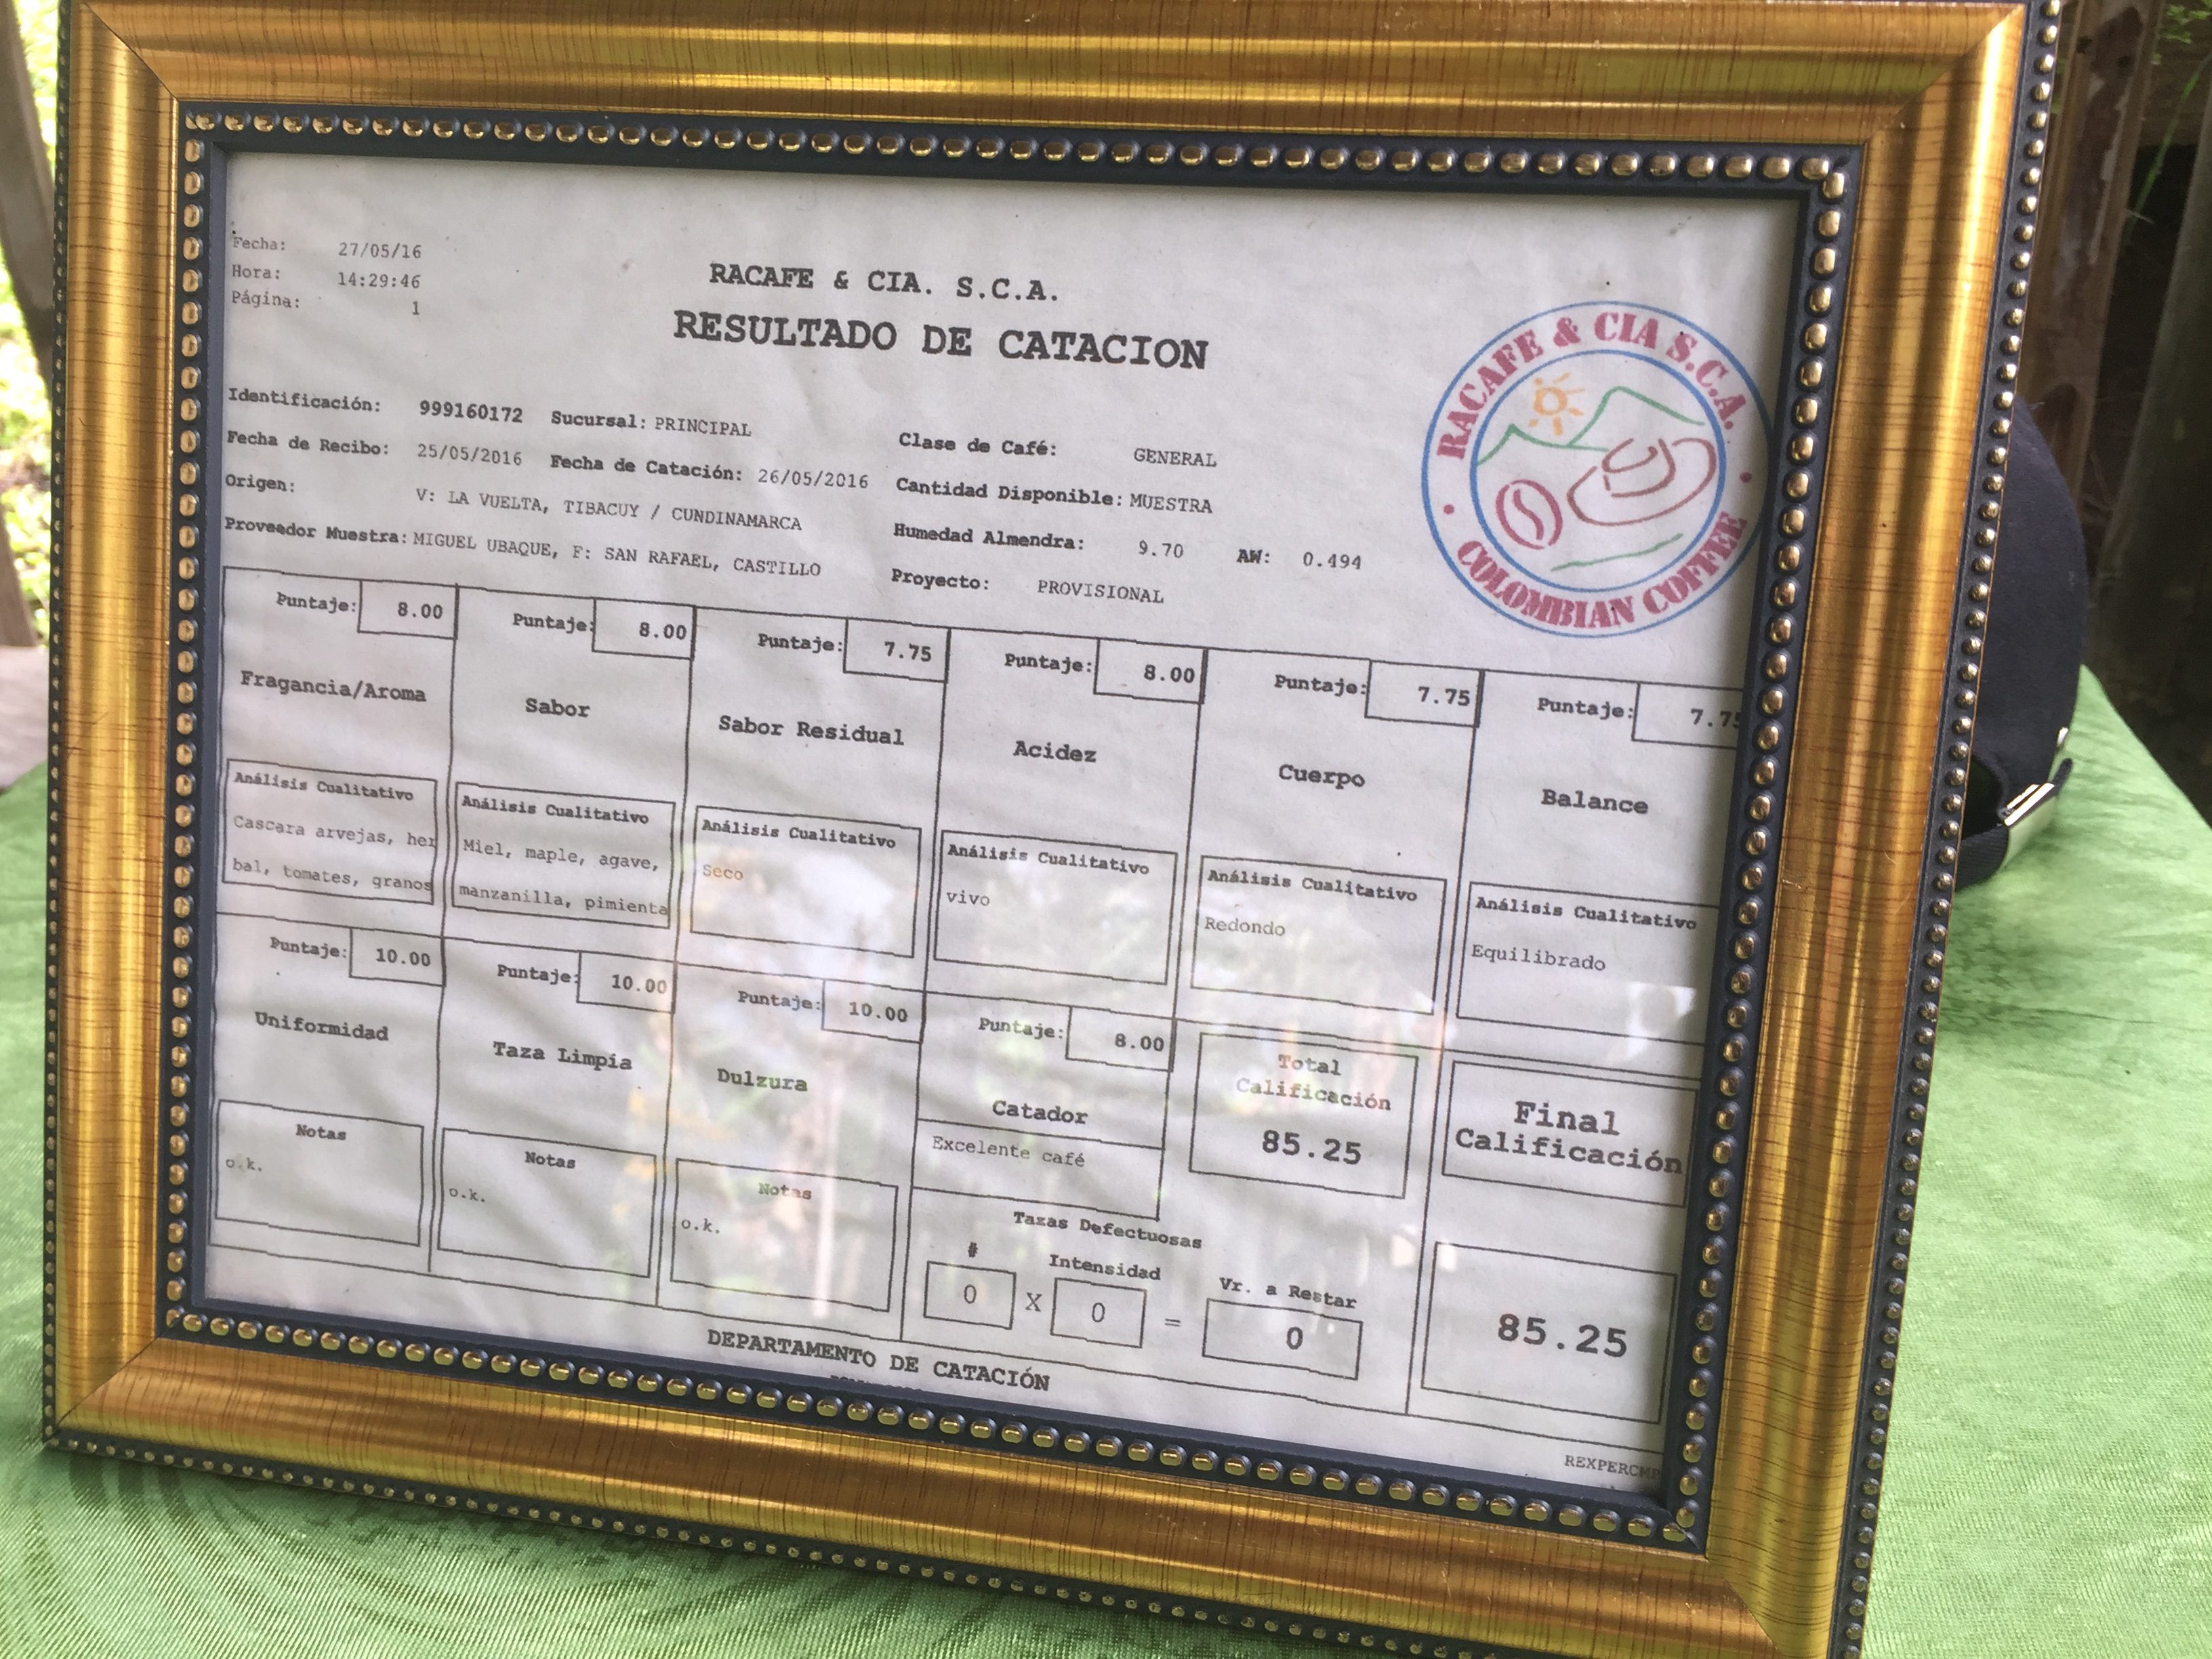 Fecha: 27/05/16
Hora: 14:29:46
Página: 1
RACAFE & CIA. S.C.A.
RESULTADO DE CATACION
RACAFE & CIA S.C.A.
COLOMBIAN COFFEE
Identificación: 999160172 Sucursal: PRINCIPAL
Clase de Café: GENERAL
Fecha de Recibo: 25/05/2016 Fecha de Catación: 26/05/2016
Cantidad Disponible: MUESTRA
Origen: V: LA VUELTA, TIBACUY / CUNDINAMARCA
Humedad Almendra: 9.70 AW: 0.494
Proveedor Muestra: MIGUEL UBAQUE, F: SAN RAFAEL, CASTILLO
Proyecto: PROVISIONAL
Puntaje: 8.00
Fragancia/Aroma
Análisis Cualitativo
Cascara arvejas, her
bal, tomates, granos
Puntaje: 8.00
Sabor
Análisis Cualitativo
Miel, maple, agave,
manzanilla, pimienta
Puntaje: 7.75
Sabor Residual
Análisis Cualitativo
Seco
Puntaje: 8.00
Acidez
Análisis Cualitativo
vivo
Puntaje: 7.75
Cuerpo
Análisis Cualitativo
Redondo
Puntaje: 7.75
Balance
Análisis Cualitativo
Equilibrado
Puntaje: 10.00
Uniformidad
Notas
o.k.
Puntaje: 10.00
Taza Limpia
Notas
o.k.
Puntaje: 10.00
Dulzura
Notas
o.k.
Puntaje: 8.00
Catador
Excelente café
Total
Calificación
85.25
Final
Calificación
85.25
Tazas Defectuosas
# Intensidad Vr. a Restar
0 X 0 = 0
DEPARTAMENTO DE CATACIÓN